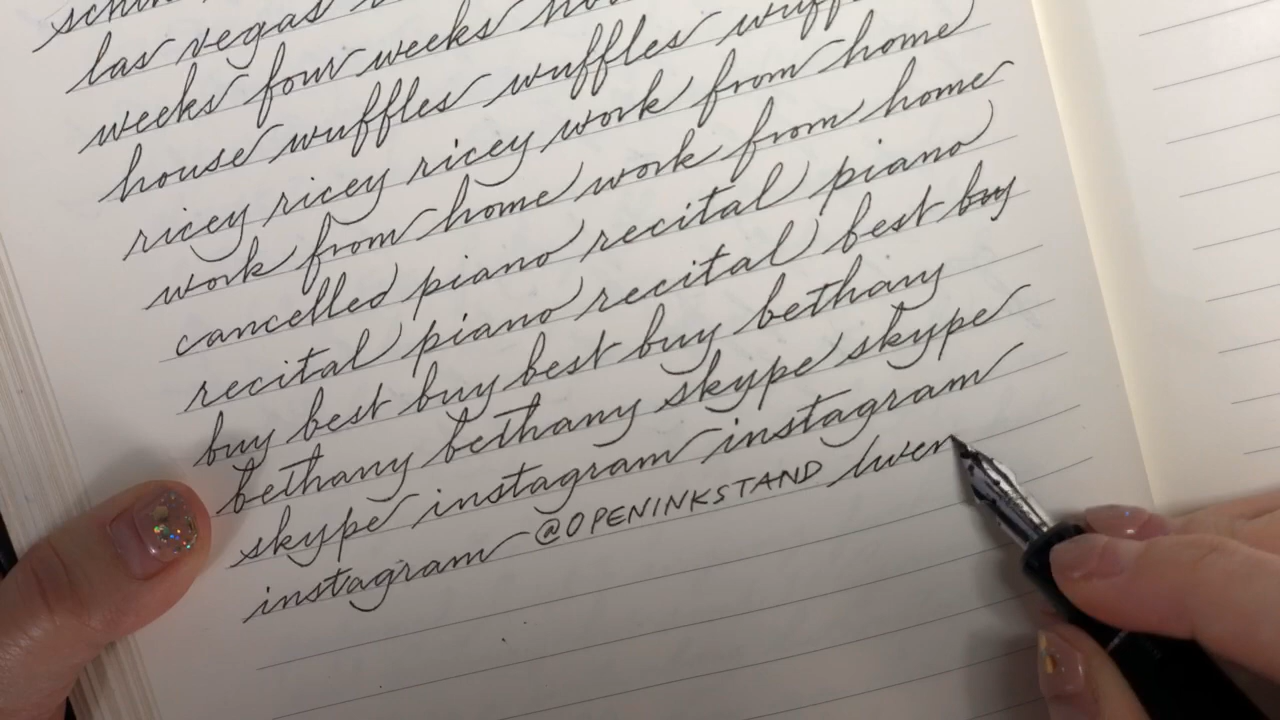 las vegas
weeks four weeks
house wuffles wuffles
ricey ricey ricey work from home
work from home work from home
cancelled piano recital piano
recital piano recital best buy
buy best buy best buy bethany
bethany bethany skype skype
skype instagram instagram
instagram @OPENINKSTAND